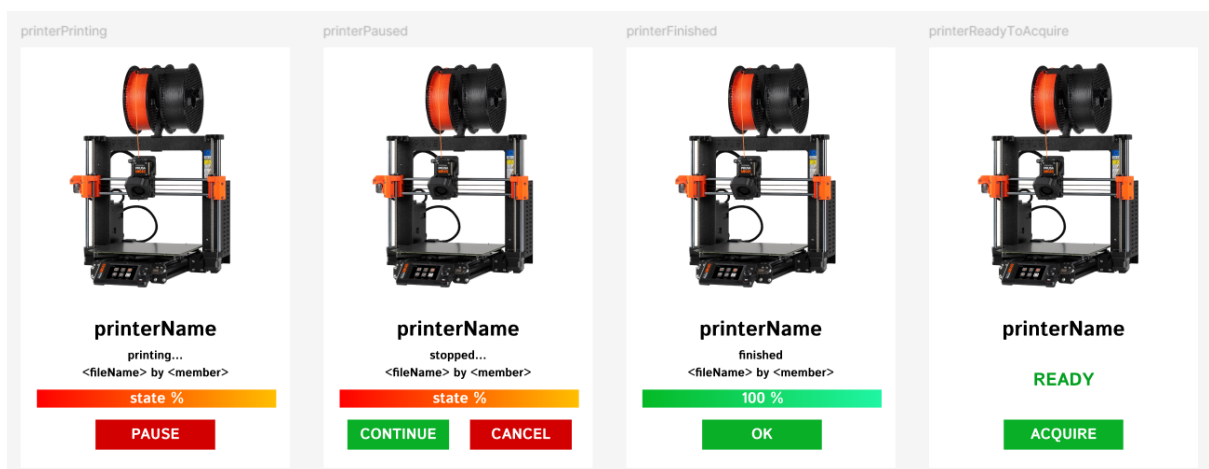 printerPrinting
printerPaused
printerFinished
printerReadyToAcquire
printerName
printing...
<fileName> by <member>
state %
PAUSE
printerName
stopped...
<fileName> by <member>
state %
CONTINUE
CANCEL
printerName
finished
<fileName> by <member>
100 %
OK
printerName
READY
ACQUIRE